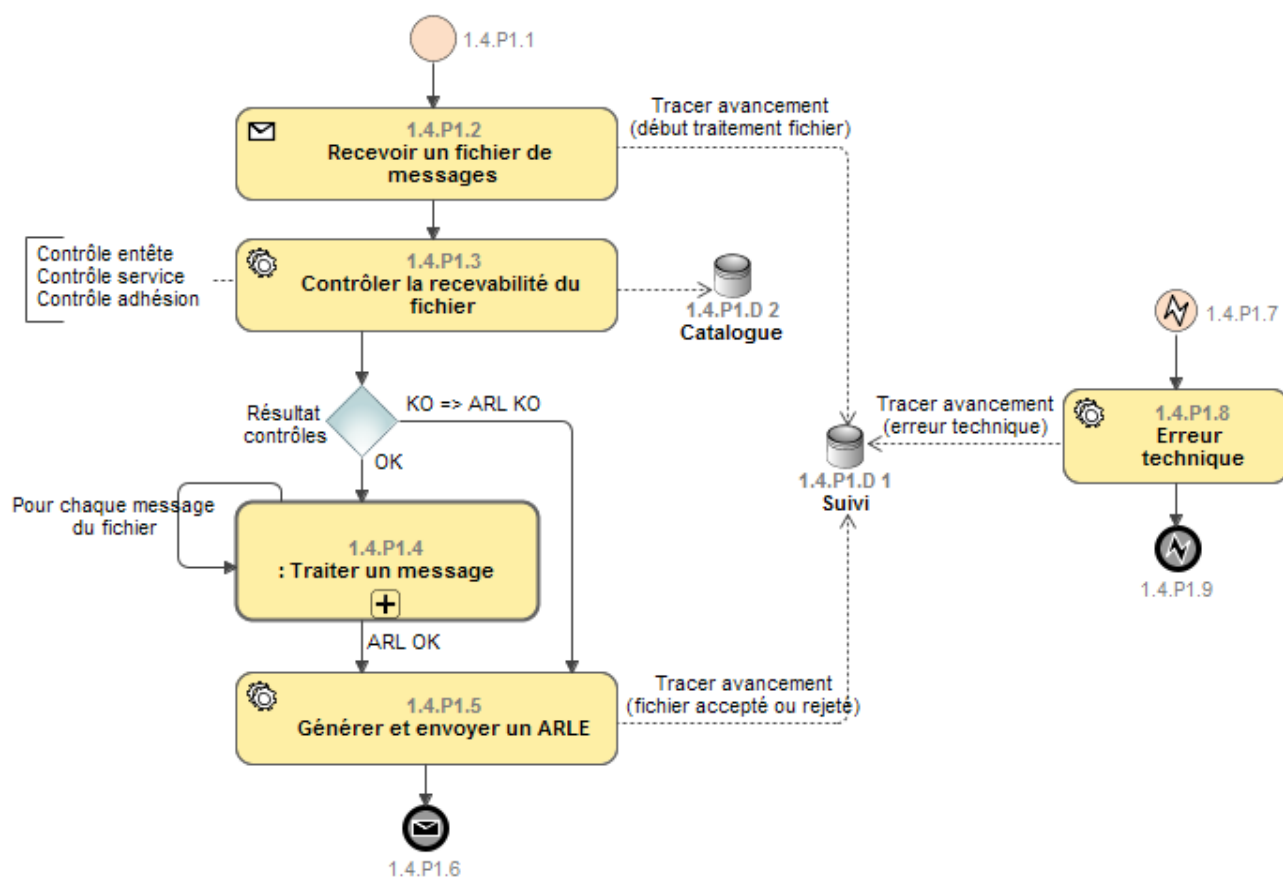 1.4.P1.1
1.4.P1.2
Recevoir un fichier de
messages
Tracer avancement
(début traitement fichier)
Contrôle entête
Contrôle service
Contrôle adhésion
1.4.P1.3
Contrôler la recevabilité du
fichier
1.4.P1.D 2
Catalogue
1.4.P1.7
Résultat
contrôles
KO => ARL KO
OK
Tracer avancement
(erreur technique)
1.4.P1.8
Erreur
technique
1.4.P1.D 1
Suivi
Pour chaque message
du fichier
1.4.P1.4
: Traiter un message
ARL OK
1.4.P1.9
1.4.P1.5
Générer et envoyer un ARLE
Tracer avancement
(fichier accepté ou rejeté)
1.4.P1.6